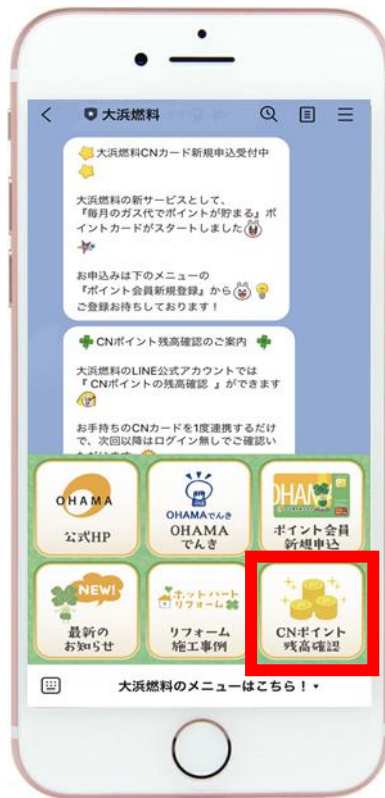 大浜燃料
大浜燃料CNカード新規申込受付中
大浜燃料の新サービスとして、
『毎月のガス代でポイントが貯まる』ポ
イントカードがスタートしました
お申込みは下のメニューの
『ポイント会員新規登録』から
ご登録お待ちしております！
CNポイント残高確認のご案内
大浜燃料のLINE公式アカウントでは
『 CNポイントの残高確認 』ができます
お手持ちのCNカードを1度連携するだけ
で、次回以降はログイン無しでご確認い
OHAMA
公式HP
OHAMAでんき
OHAMA
でんき
OHAM
ポイント会員
新規申込
NEW!
最新の
お知らせ
ホットハート
リフォーム
リフォーム
施工事例
CNポイント
残高確認
大浜燃料のメニューはこちら！